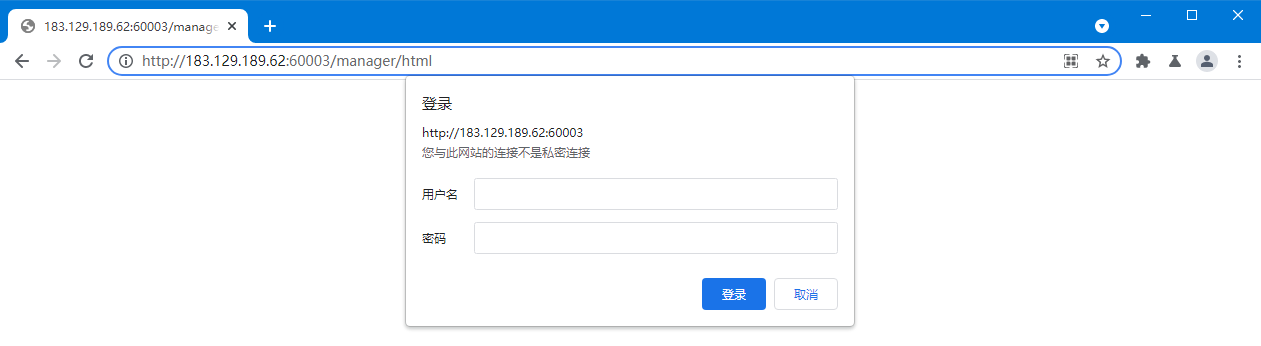 183.129.189.62:60003/manage
http://183.129.189.62:60003/manager/html
登录
http://183.129.189.62:60003
您与此网站的连接不是私密连接
用户名
密码
登录 取消